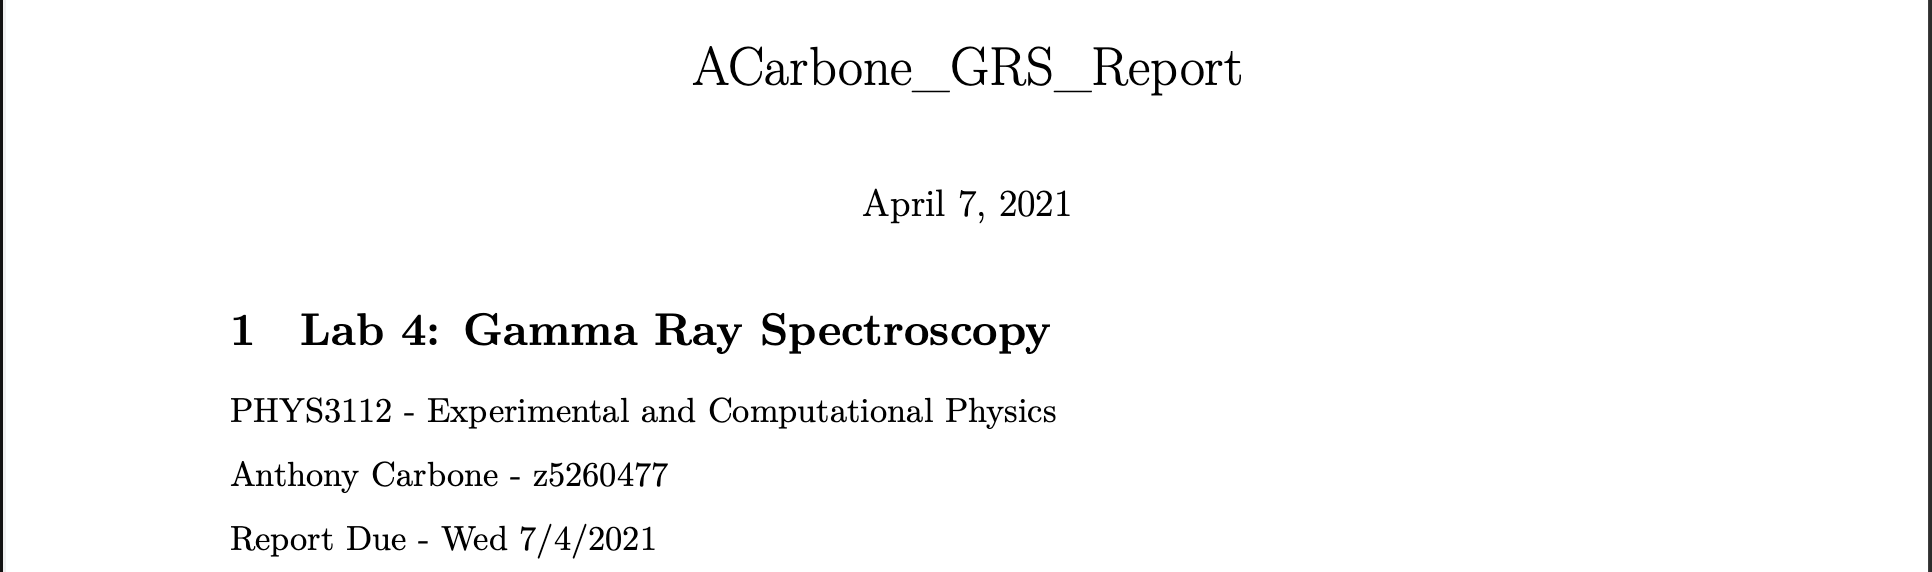 ACarbone_GRS_Report
April 7, 2021
1 Lab 4: Gamma Ray Spectroscopy
PHYS3112 - Experimental and Computational Physics
Anthony Carbone - z5260477
Report Due - Wed 7/4/2021